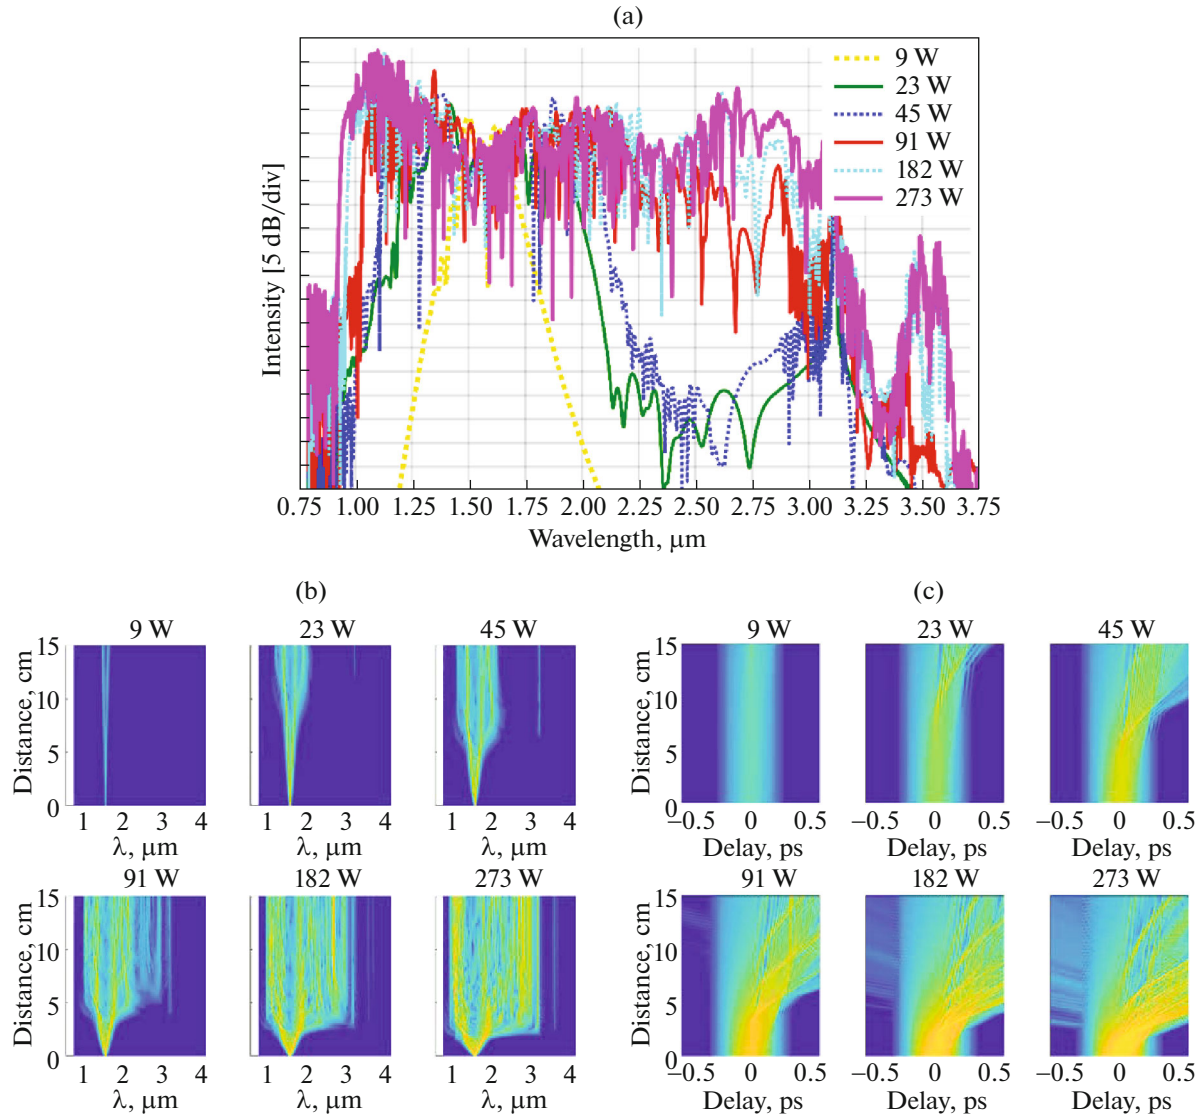 (a)
9 W
23 W
45 W
91 W
182 W
273 W
Intensity [5 dB/div]
0.75 1.00 1.25 1.50 1.75 2.00 2.25 2.50 2.75 3.00 3.25 3.50 3.75
Wavelength, μm
(b)
9 W 23 W 45 W
Distance, cm
15
10
5
0
1 2 3 4 1 2 3 4 1 2 3 4
λ, μm λ, μm λ, μm
91 W 182 W 273 W
Distance, cm
15
10
5
0
1 2 3 4 1 2 3 4 1 2 3 4
λ, μm λ, μm λ, μm
(c)
9 W 23 W 45 W
Distance, cm
15
10
5
0
−0.5 0 0.5 −0.5 0 0.5 −0.5 0 0.5
Delay, ps Delay, ps Delay, ps
91 W 182 W 273 W
Distance, cm
15
10
5
0
−0.5 0 0.5 −0.5 0 0.5 −0.5 0 0.5
Delay, ps Delay, ps Delay, ps